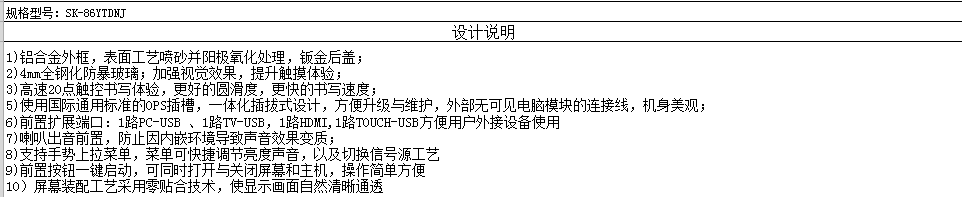 规格型号：SK-86YTDNJ
设计说明
1)铝合金外框，表面工艺喷砂并阳极氧化处理，钣金后盖；
2)4mm全钢化防暴玻璃；加强视觉效果，提升触摸体验；
3)高速20点触控书写体验，更好的圆滑度，更快的书写速度；
5)使用国际通用标准的OPS插槽，一体化插拔式设计，方便升级与维护，外部无可见电脑模块的连接线，机身美观；
6)前置扩展端口：1路PC-USB 、1路TV-USB，1路HDMI,1路TOUCH-USB方便用户外接设备使用
7)喇叭出音前置，防止因内嵌环境导致声音效果变质；
8)支持手势上拉菜单，菜单可快捷调节亮度声音，以及切换信号源工艺
9)前置按钮一键启动，可同时打开与关闭屏幕和主机，操作简单方便
10）屏幕装配工艺采用零贴合技术，使显示画面自然清晰通透